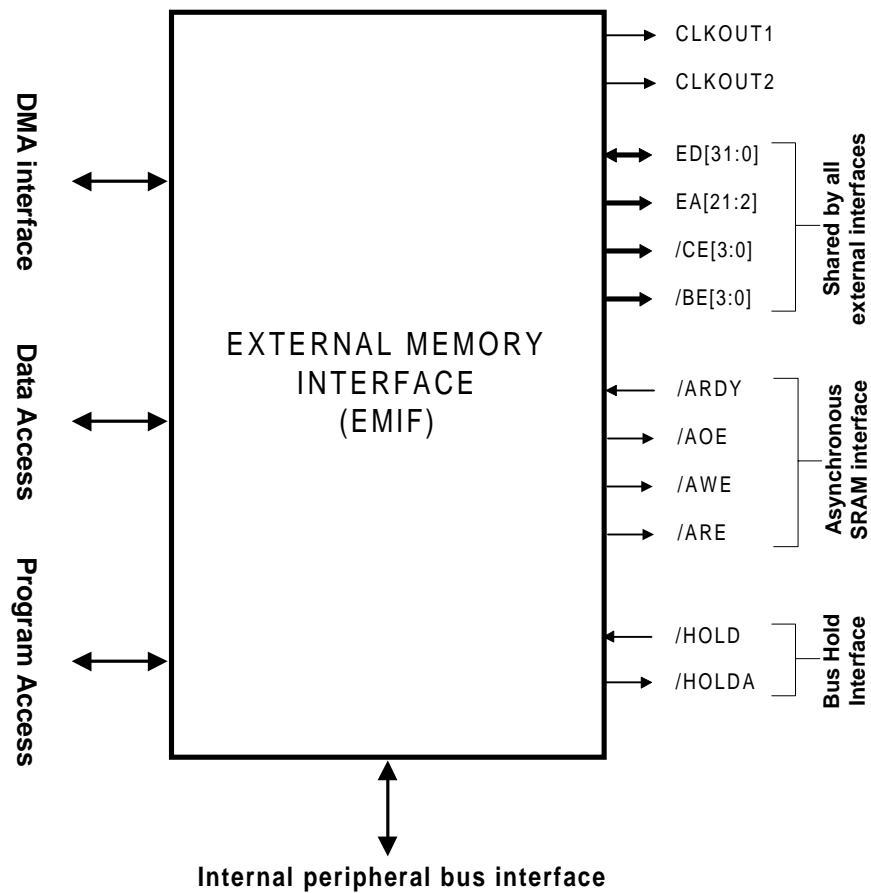 CLKOUT1
CLKOUT2
ED[31:0]
EA[21:2]
/CE[3:0]
/BE[3:0]
Shared by all
external interfaces
/ARDY
/AOE
/AWE
/ARE
Asynchronous
SRAM interface
/HOLD
/HOLDA
Bus Hold
Interface
DMA interface
Data Access
Program Access
EXTERNAL MEMORY
INTERFACE
(EMIF)
Internal peripheral bus interface